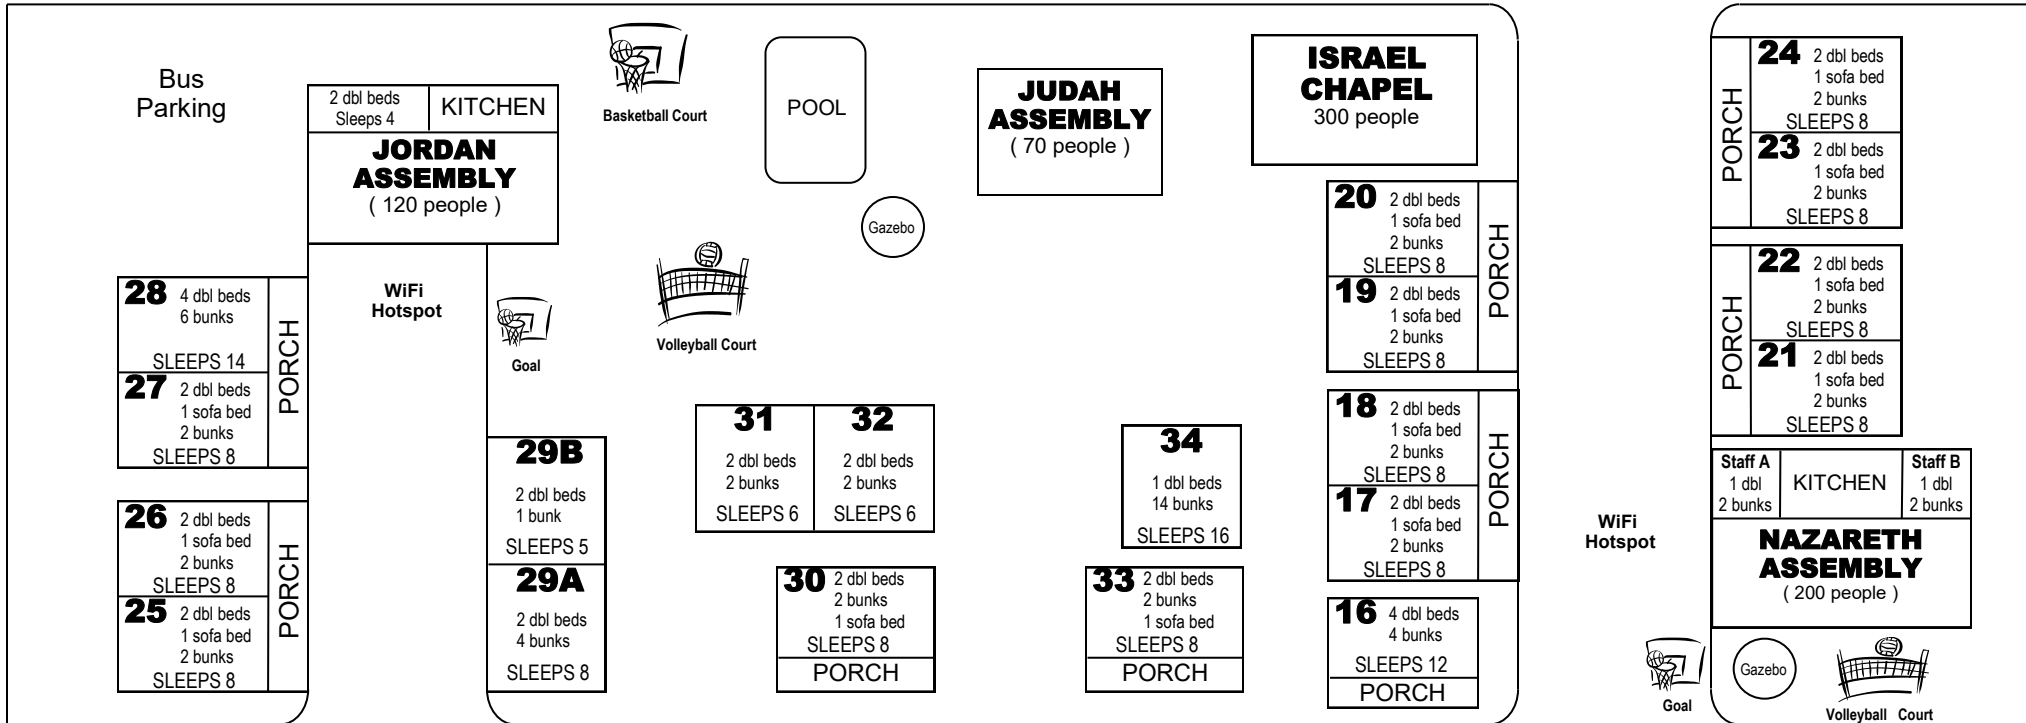 Bus
Parking
2 dbl beds
Sleeps 4
KITCHEN
JORDAN
ASSEMBLY
( 120 people )
Basketball Court
POOL
Gazebo
JUDAH
ASSEMBLY
( 70 people )
ISRAEL
CHAPEL
300 people
WiFi
Hotspot
Goal
Volleyball Court
28
4 dbl beds
6 bunks
SLEEPS 14
27
2 dbl beds
1 sofa bed
2 bunks
SLEEPS 8
PORCH
26
2 dbl beds
1 sofa bed
2 bunks
SLEEPS 8
25
2 dbl beds
1 sofa bed
2 bunks
SLEEPS 8
PORCH
29B
2 dbl beds
1 bunk
SLEEPS 5
29A
2 dbl beds
4 bunks
SLEEPS 8
31
2 dbl beds
2 bunks
SLEEPS 6
32
2 dbl beds
2 bunks
SLEEPS 6
30
2 dbl beds
2 bunks
1 sofa bed
SLEEPS 8
PORCH
34
1 dbl beds
14 bunks
SLEEPS 16
33
2 dbl beds
2 bunks
1 sofa bed
SLEEPS 8
PORCH
20
2 dbl beds
1 sofa bed
2 bunks
SLEEPS 8
19
2 dbl beds
1 sofa bed
2 bunks
SLEEPS 8
PORCH
18
2 dbl beds
1 sofa bed
2 bunks
SLEEPS 8
17
2 dbl beds
1 sofa bed
2 bunks
SLEEPS 8
PORCH
16
4 dbl beds
4 bunks
SLEEPS 12
PORCH
24
2 dbl beds
1 sofa bed
2 bunks
SLEEPS 8
23
2 dbl beds
1 sofa bed
2 bunks
SLEEPS 8
PORCH
22
2 dbl beds
1 sofa bed
2 bunks
SLEEPS 8
21
2 dbl beds
1 sofa bed
2 bunks
SLEEPS 8
PORCH
Staff A
1 dbl
2 bunks
KITCHEN
Staff B
1 dbl
2 bunks
NAZARETH
ASSEMBLY
( 200 people )
WiFi
Hotspot
Goal
Gazebo
Volleyball Court